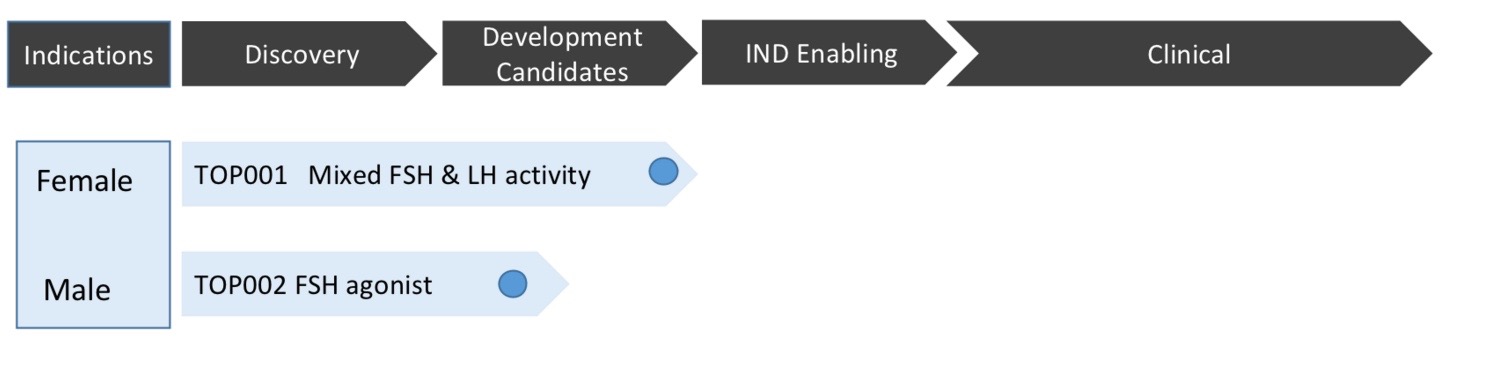 Indications
Discovery
Development
Candidates
IND Enabling
Clinical
Female
TOP001 Mixed FSH & LH activity
Male
TOP002 FSH agonist